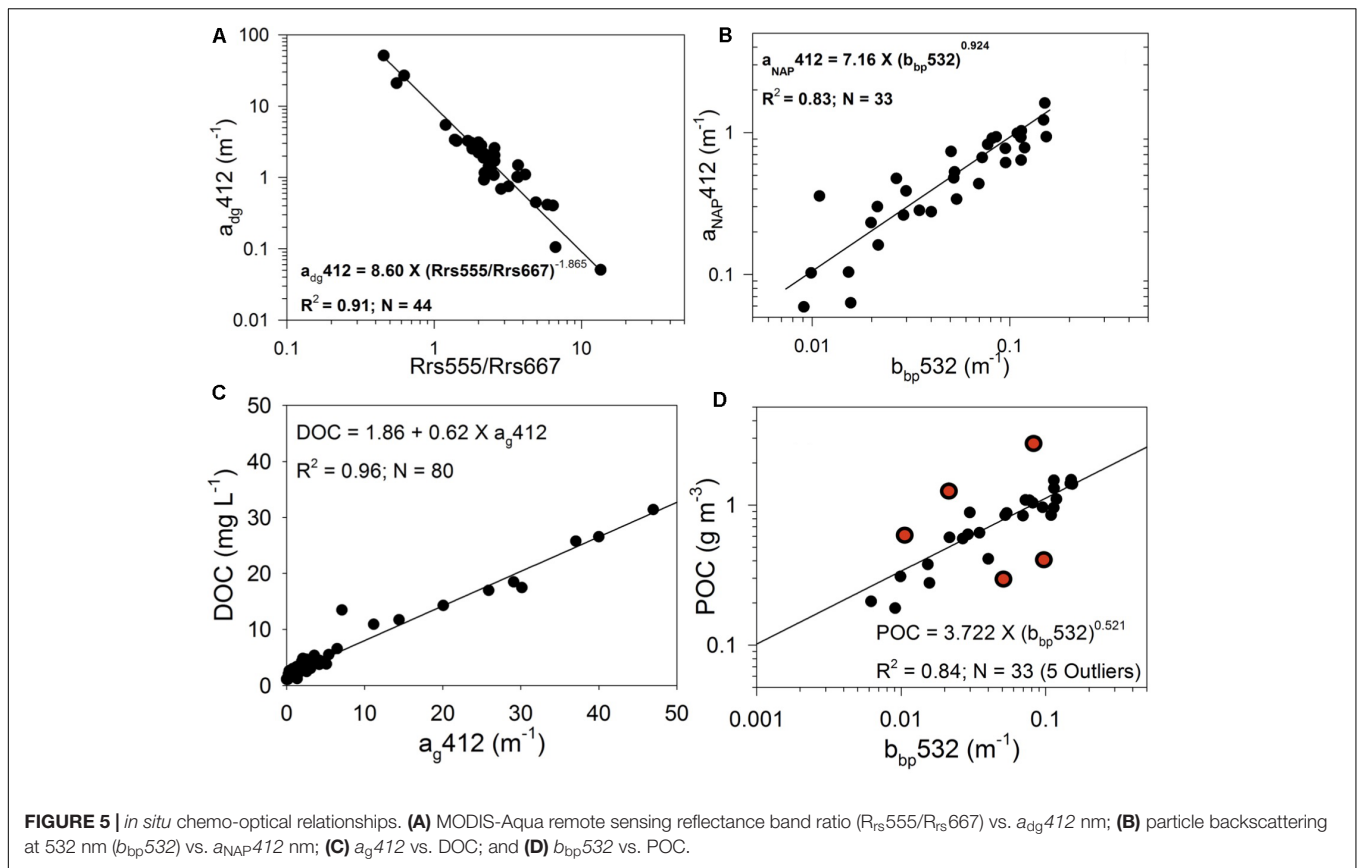 A
100
10
1
0.1
0.01
a_dg412 (m⁻¹)
a_dg412 = 8.60 X (Rrs555/Rrs667)^-1.865
R² = 0.91; N = 44
0.1
1
10
Rrs555/Rrs667
B
a_NAP412 = 7.16 X (b_bp532)^0.924
R² = 0.83; N = 33
1
0.1
a_NAP412 (m⁻¹)
0.01
0.1
b_bp532 (m⁻¹)
C
50
40
30
20
10
0
DOC (mg L⁻¹)
DOC = 1.86 + 0.62 X a_g412
R² = 0.96; N = 80
0
10
20
30
40
50
a_g412 (m⁻¹)
D
1
0.1
POC (g m⁻³)
POC = 3.722 X (b_bp532)^0.521
R² = 0.84; N = 33 (5 Outliers)
0.001
0.01
0.1
b_bp532 (m⁻¹)
FIGURE 5 | in situ chemo-optical relationships. (A) MODIS-Aqua remote sensing reflectance band ratio (R_rs555/R_rs667) vs. a_dg412 nm; (B) particle backscattering
at 532 nm (b_bp532) vs. a_NAP412 nm; (C) a_g412 vs. DOC; and (D) b_bp532 vs. POC.